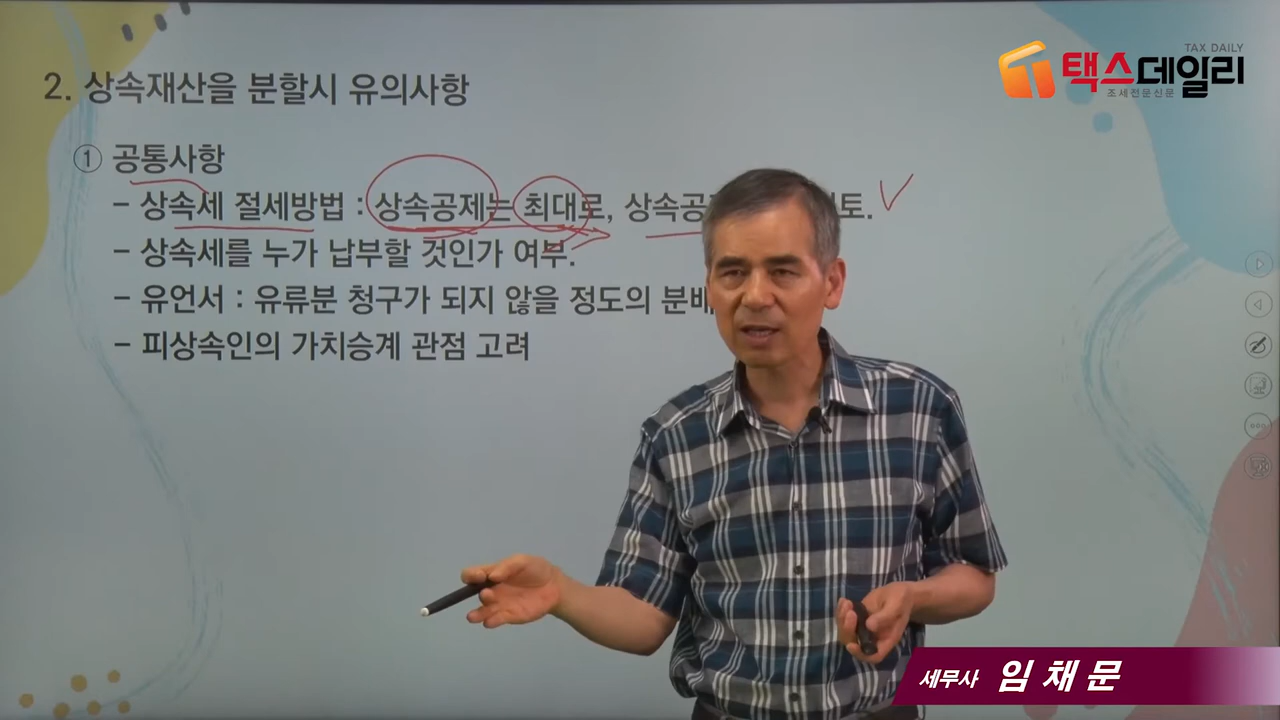 2. 상속재산을 분할시 유의사항
TAX DAILY
택스데일리
조세전문신문
① 공통사항
- 상속세 절세방법 : 상속공제는 최대로, 상속공 토.
- 상속세를 누가 납부할 것인가 여부.
- 유언서 : 유류분 청구가 되지 않을 정도의 분배
- 피상속인의 가치승계 관점 고려
세무사 임채문